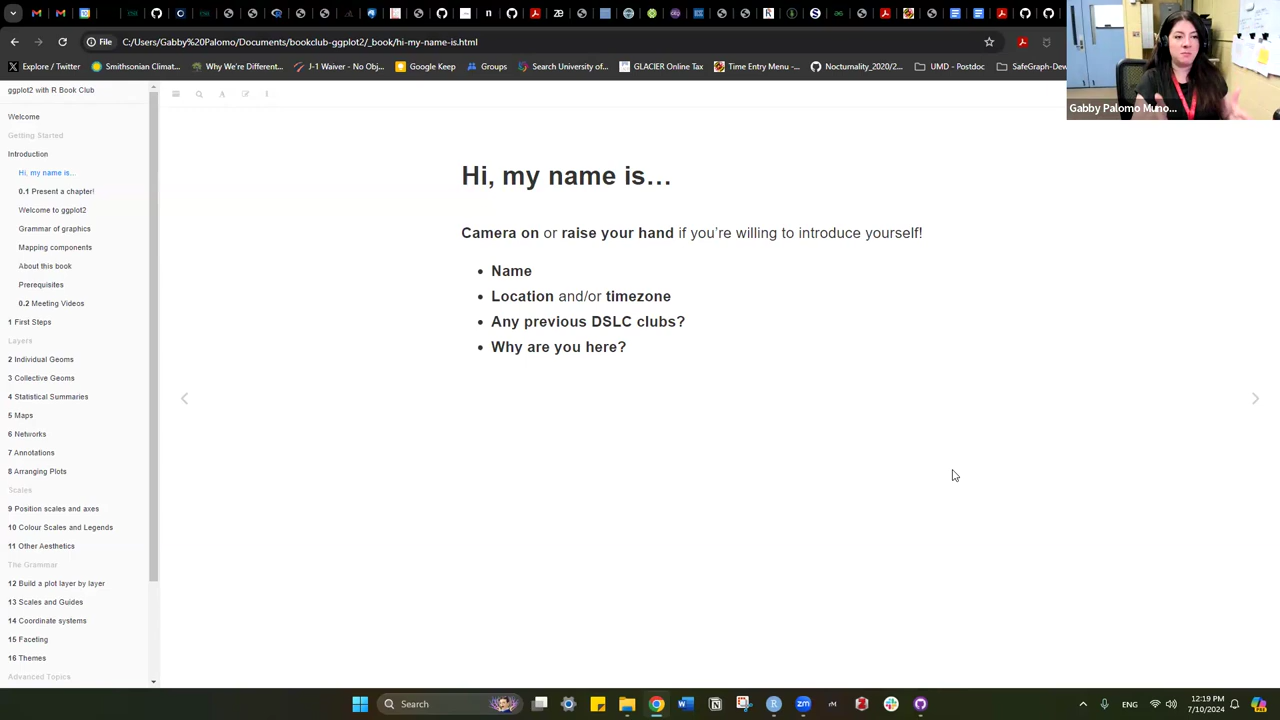 File
C:/Users/Gabby%20Palomo/Documents/bookclub-ggplot2/_book/hi-my-name-is.html
Explore / Twitter
Smithsonian Climat...
Why We're Different...
J-1 Waiver - No Obj...
Google Keep
PC - Most Efficient...
Search University of...
GLACIER Online Tax
Time Forwarding - I...
Nocturnality_2020/2...
UMD - Postdoc
SafeGraph-Dew
Gabby Palomo Muno...
ggplot2 with R Book Club
Welcome
Getting Started
Introduction
Hi, my name is...
0.1 Present a chapter!
Welcome to ggplot2
Grammar of graphics
Mapping components
About this book
Prerequisites
0.2 Meeting Videos
1 First Steps
Layers
2 Individual Geoms
3 Collective Geoms
4 Statistical Summaries
5 Maps
6 Networks
7 Annotations
8 Arranging Plots
Scales
9 Position scales and axes
10 Colour Scales and Legends
11 Other Aesthetics
The Grammar
12 Build a plot layer by layer
13 Scales and Guides
14 Coordinate systems
15 Faceting
16 Themes
Advanced Topics
Hi, my name is…
Camera on or raise your hand if you’re willing to introduce yourself!
• Name
• Location and/or timezone
• Any previous DSLC clubs?
• Why are you here?
Search
ENG
12:19 PM
7/10/2024